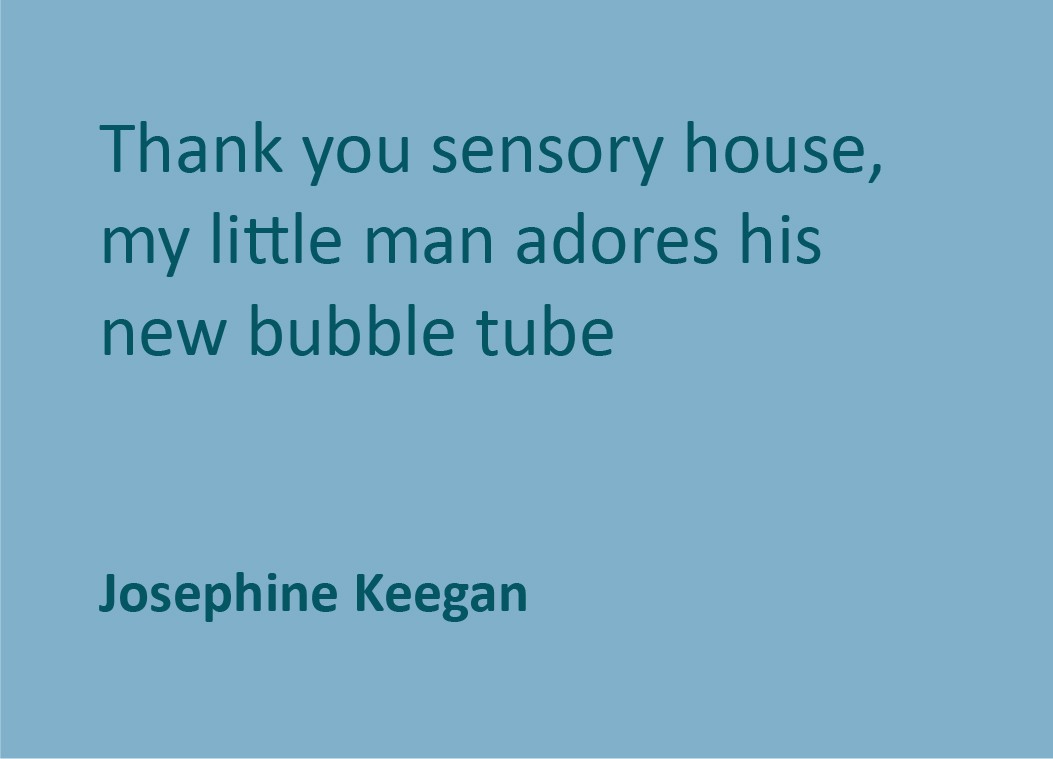 Thank you sensory house,
my little man adores his
new bubble tube
Josephine Keegan